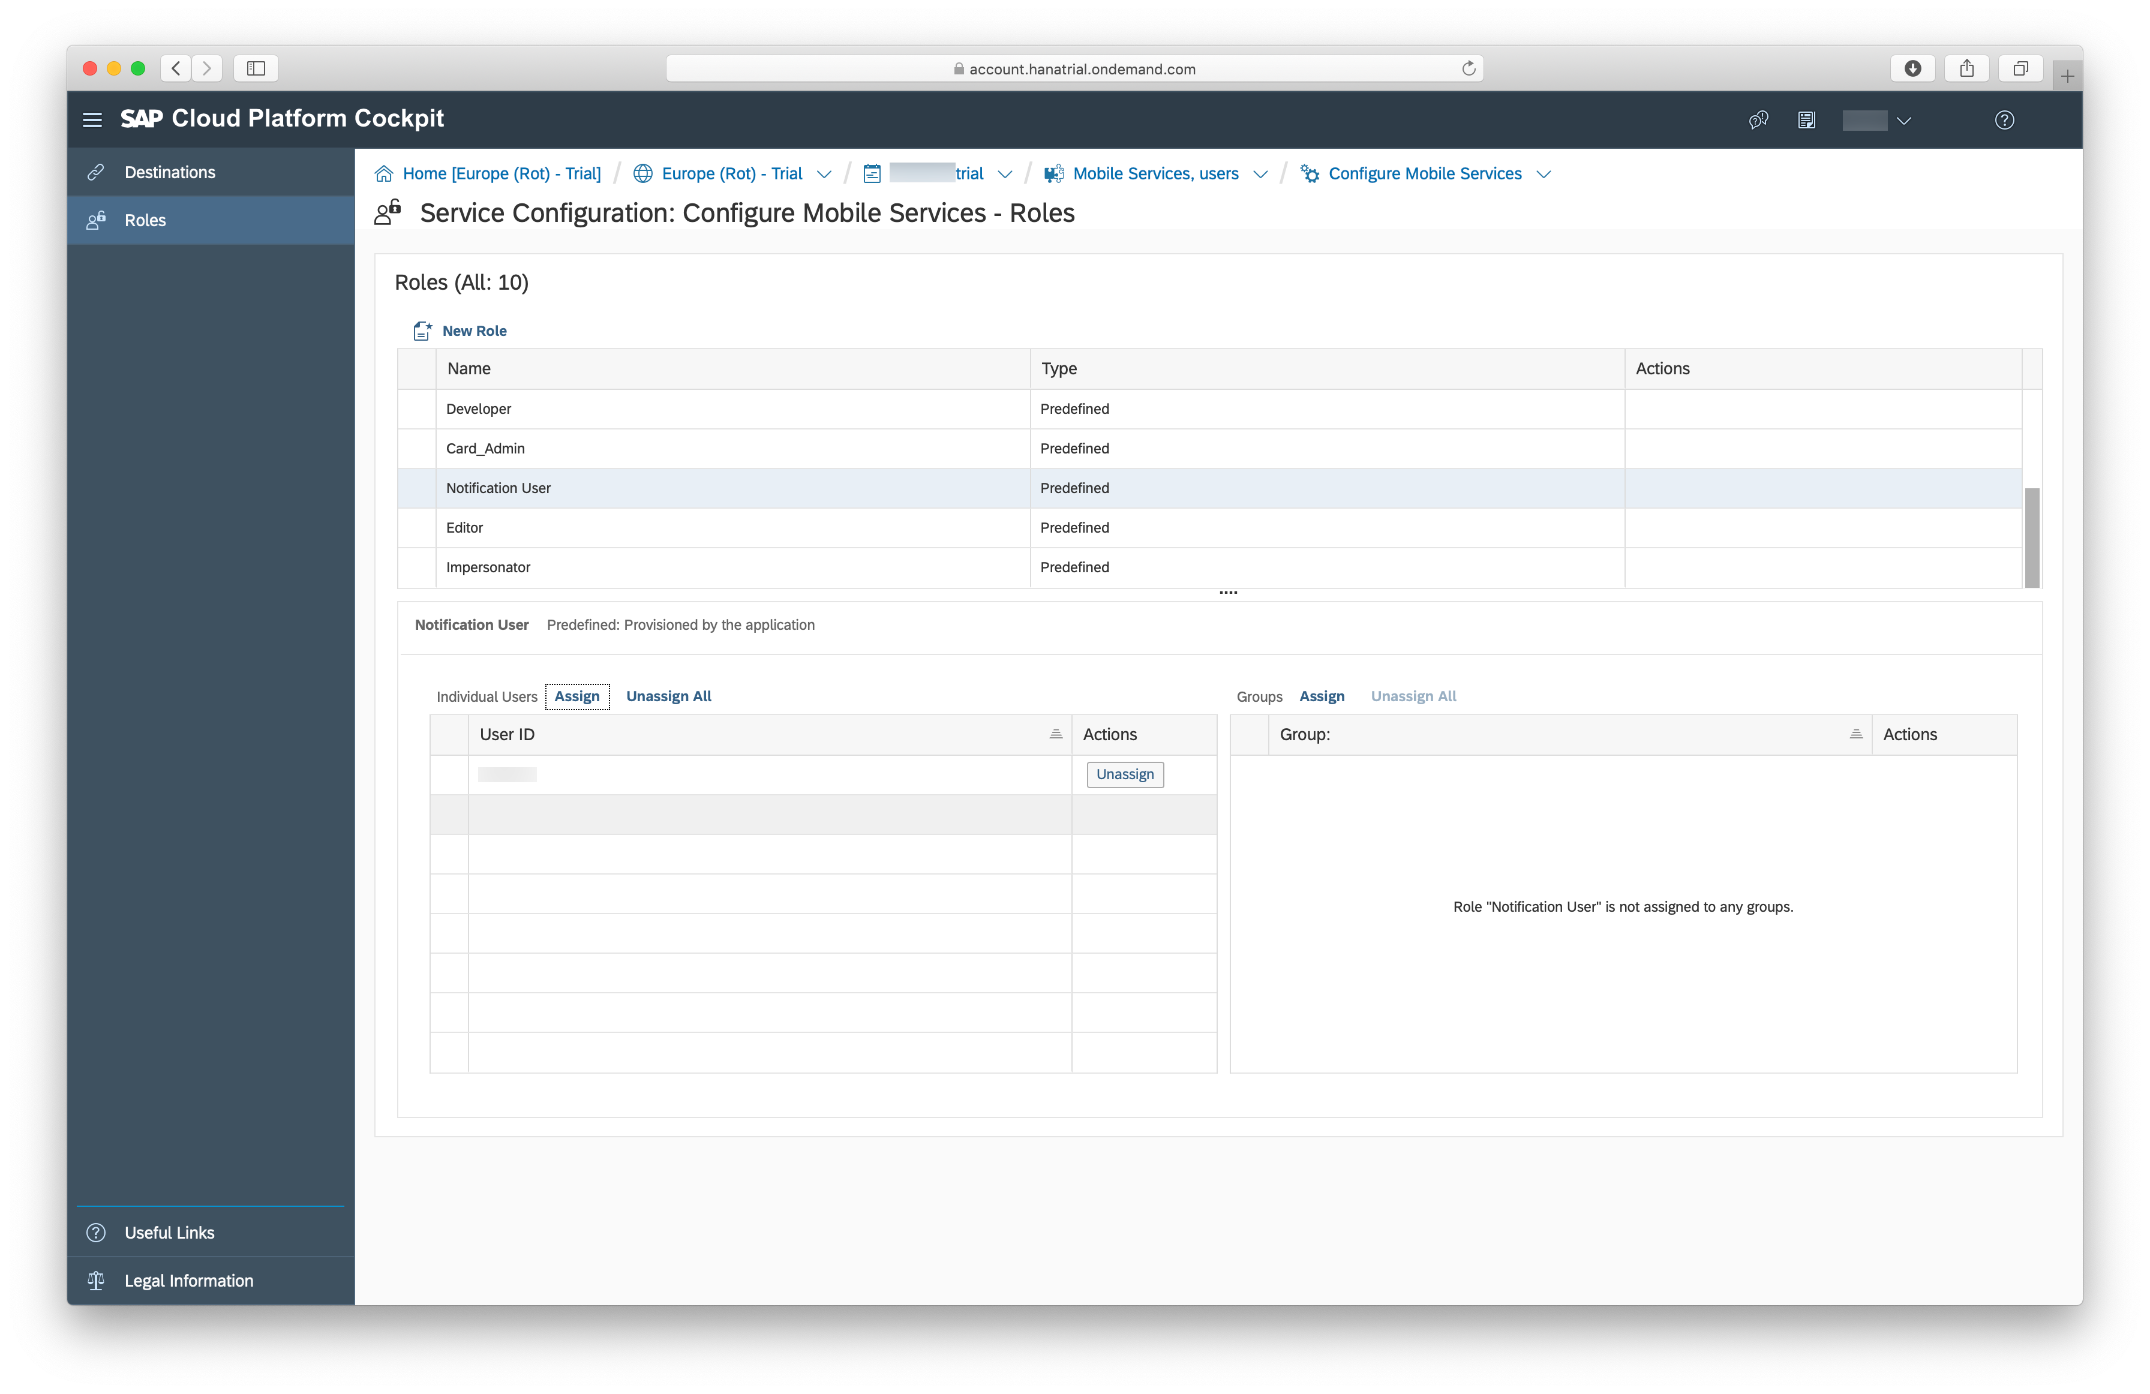 account.hanatrial.ondemand.com
SAP Cloud Platform Cockpit
Destinations
Roles
Home [Europe (Rot) - Trial] / Europe (Rot) - Trial / trial / Mobile Services, users / Configure Mobile Services
Service Configuration: Configure Mobile Services - Roles
Roles (All: 10)
New Role
Name Type Actions
Developer Predefined
Card_Admin Predefined
Notification User Predefined
Editor Predefined
Impersonator Predefined
Notification User Predefined: Provisioned by the application
Individual Users Assign Unassign All
User ID Actions
Unassign
Groups Assign Unassign All
Group: Actions
Role "Notification User" is not assigned to any groups.
Useful Links
Legal Information